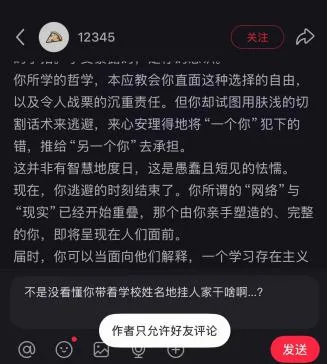 12345
关注
你所学的哲学，本应教会你直面这种选择的自由，
以及令人战栗的沉重责任。但你却试图用肤浅的切
割话术来逃避，来心安理得地将“一个你”犯下的
错，推给“另一个你”去承担。
这并非有智慧地度日，这是愚蠢且短见的怯懦。
现在，你逃避的时刻结束了。你所谓的“网络”与
“现实”已经开始重叠，那个由你亲手塑造的、完整
的你，即将呈现在人们面前。
届时，你可以当面向他们解释，一个学习存在主义
不是没看懂你带着学校姓名地挂人家干啥啊...?
作者只允许好友评论
发送